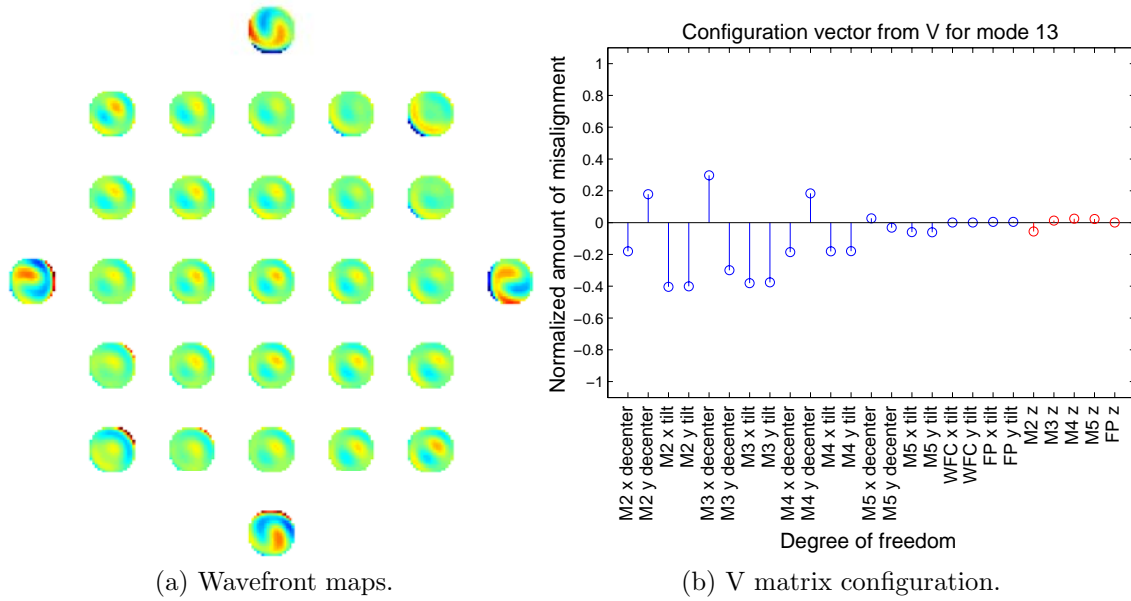 Configuration vector from V for mode 13
Normalized amount of misalignment
1
0.8
0.6
0.4
0.2
0
−0.2
−0.4
−0.6
−0.8
−1
M2 x decenter
M2 y decenter
M2 x tilt
M2 y tilt
M3 x decenter
M3 y decenter
M3 x tilt
M3 y tilt
M4 x decenter
M4 y decenter
M4 x tilt
M4 y tilt
M5 x decenter
M5 y decenter
M5 x tilt
M5 y tilt
WFC x tilt
WFC y tilt
FP x tilt
FP y tilt
M2 z
M3 z
M4 z
M5 z
FP z
Degree of freedom
(a) Wavefront maps.
(b) V matrix configuration.